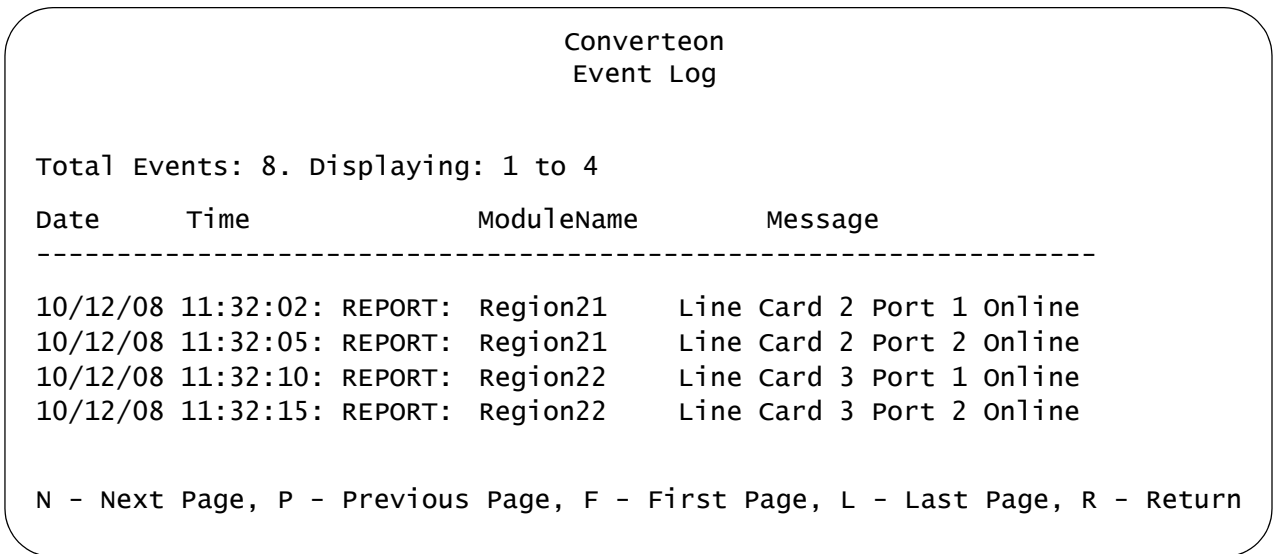 Converteon
Event Log
Total Events: 8. Displaying: 1 to 4
Date Time ModuleName Message
-------------------------------------------------------------------
10/12/08 11:32:02: REPORT: Region21 Line Card 2 Port 1 Online
10/12/08 11:32:05: REPORT: Region21 Line Card 2 Port 2 Online
10/12/08 11:32:10: REPORT: Region22 Line Card 3 Port 1 Online
10/12/08 11:32:15: REPORT: Region22 Line Card 3 Port 2 Online
N - Next Page, P - Previous Page, F - First Page, L - Last Page, R - Return